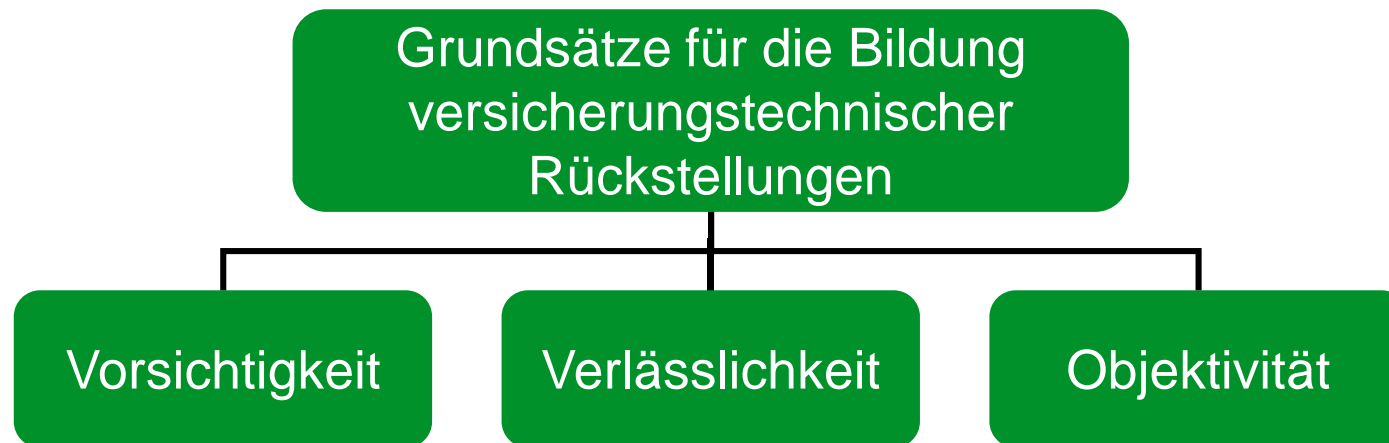 Grundsätze für die Bildung
versicherungstechnischer
Rückstellungen
Vorsichtigkeit
Verlässlichkeit
Objektivität